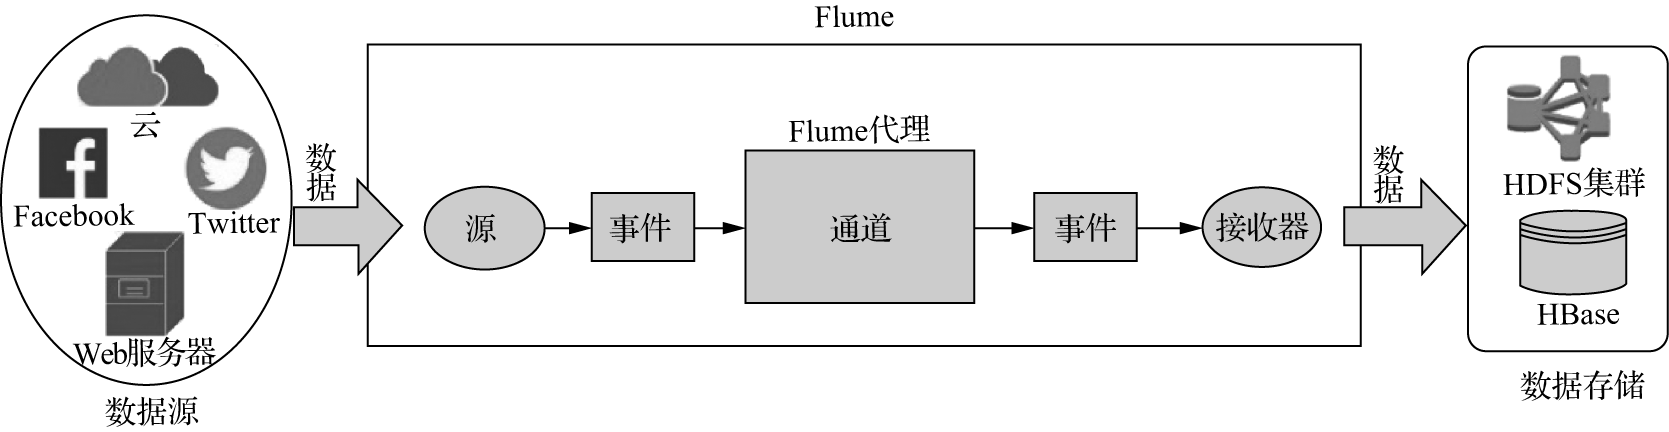 Flume
云
Facebook
Twitter
Web服务器
数据源
数据
Flume代理
源
事件
通道
事件
接收器
数据
HDFS集群
HBase
数据存储